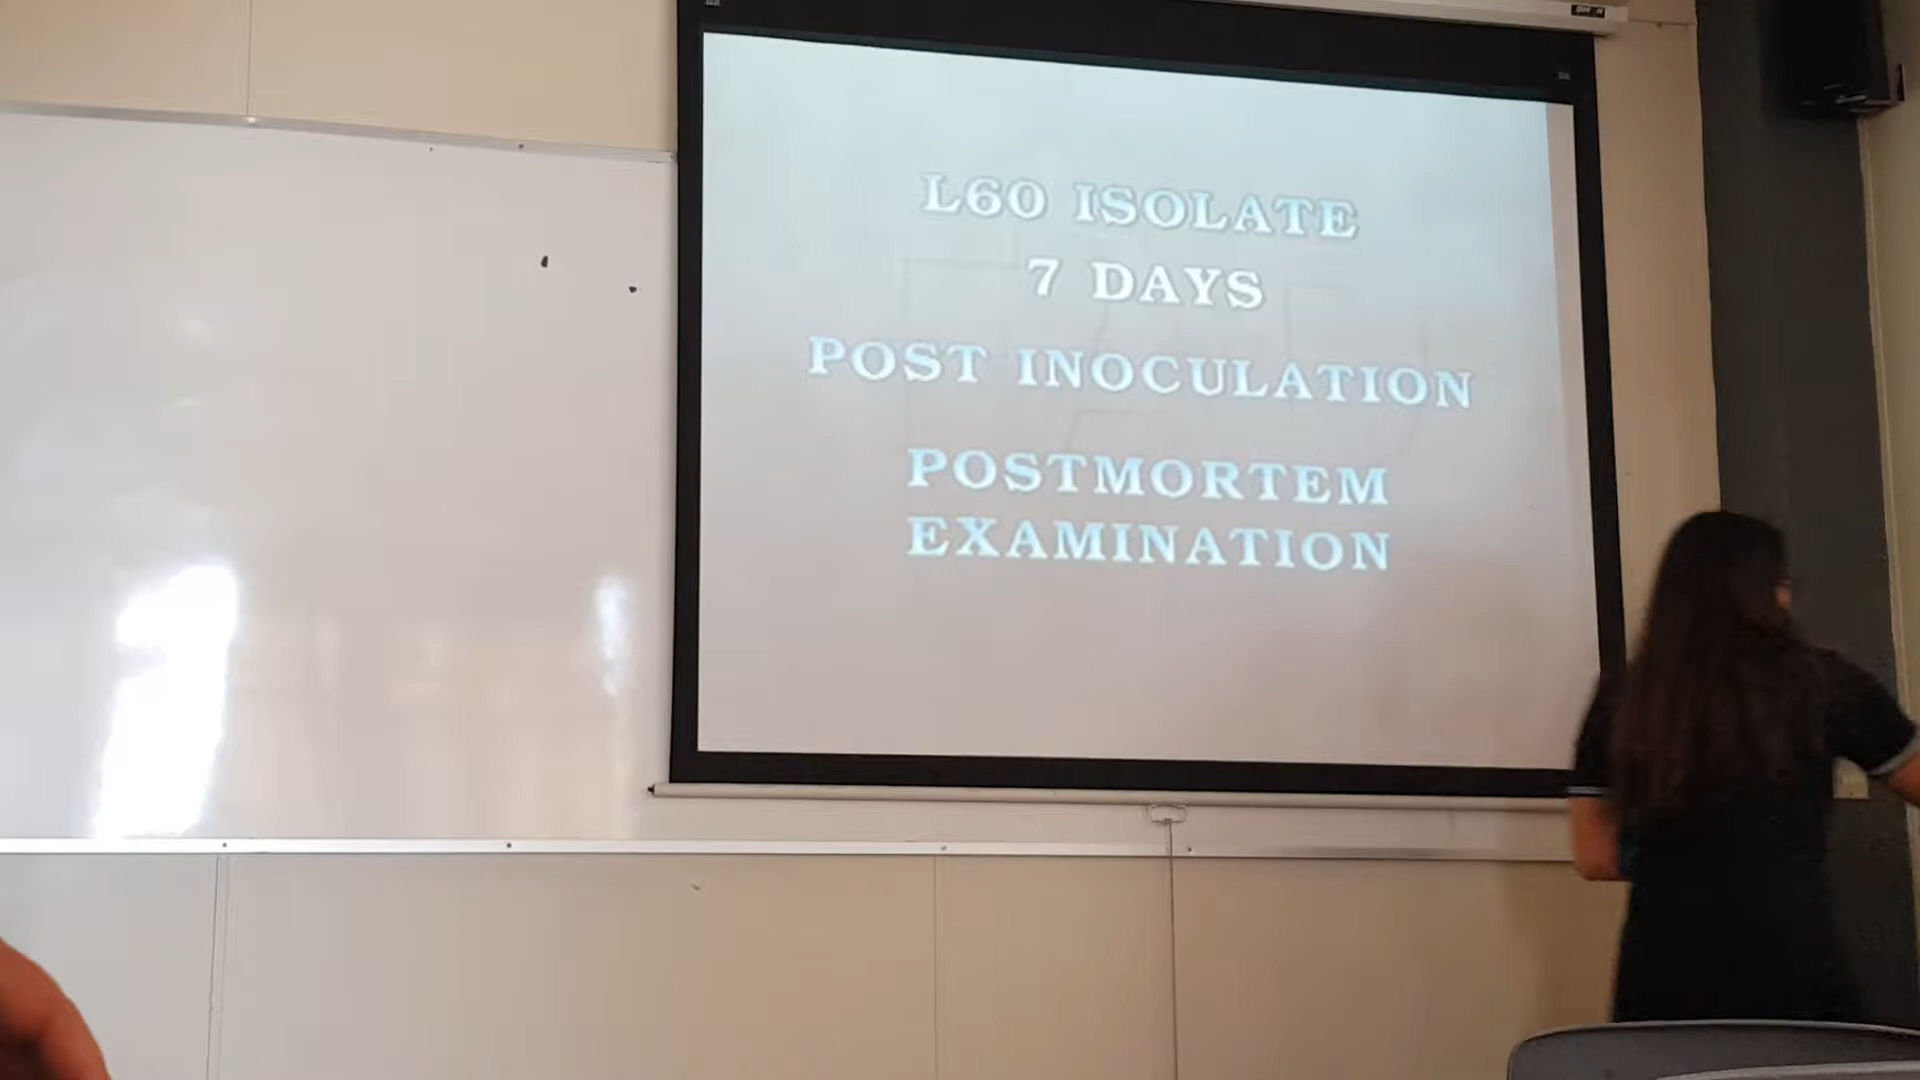 L60 ISOLATE
7 DAYS
POST INOCULATION
POSTMORTEM
EXAMINATION